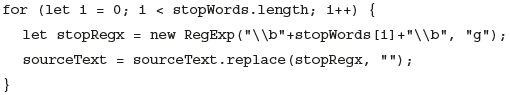 for (let i = 0; i < stopWords.length; i++) {
let stopRegx = new RegExp("\\b"+stopWords[i]+"\\b", "g");
sourceText = sourceText.replace(stopRegx, "");
}